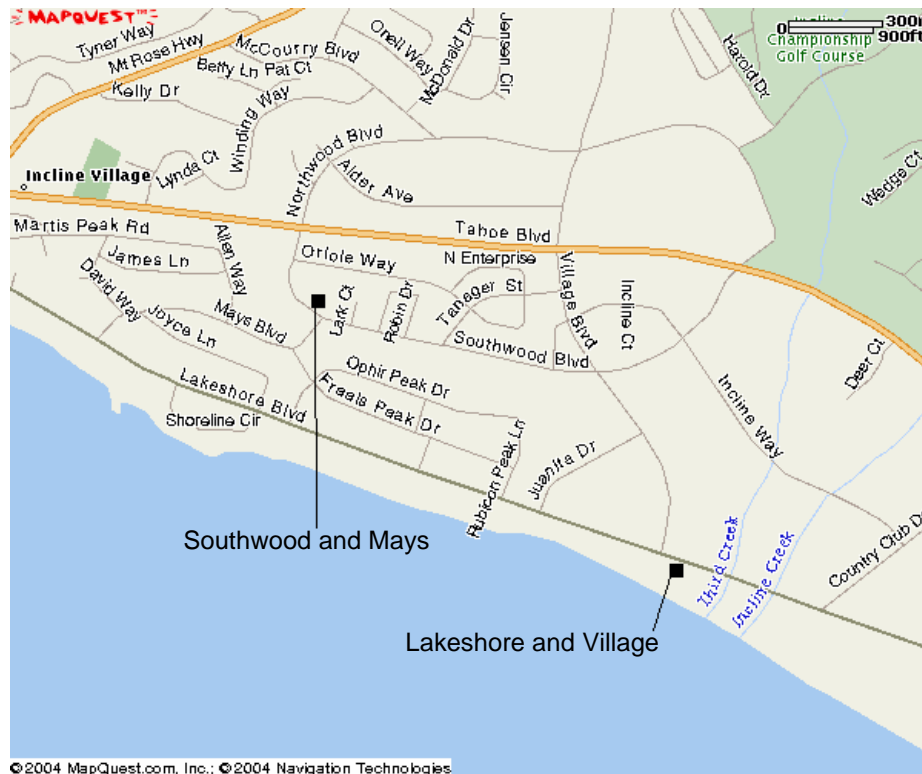 MAPQUEST™
Tyner Way
Mt Rose Hwy
McCourry Blvd
Oneil Way
McDonald Dr
Jensen Cir
Harold Dr
Incline
Championship
Golf Course
0 300m
900ft
Betty Ln Pat Ct
Kelly Dr
Winding Way
Northwood Blvd
Lynda Ct
Incline Village
Alder Ave
Wedge Ct
Martis Peak Rd
Allen Way
Tahoe Blvd
James Ln
Oriole Way
N Enterprise
Village Blvd
David Way
Joyce Ln
Mays Blvd
Lark Ct
Robin Dr
Tanager St
Incline Ct
Southwood Blvd
Deer Ct
Lakeshore Blvd
Ophir Peak Dr
Freels Peak Dr
Incline Way
Shoreline Cir
Rubicon Peak Ln
Juanita Dr
Southwood and Mays
Third Creek
Incline Creek
Country Club D
Lakeshore and Village
©2004 MapQuest.com, Inc.; ©2004 Navigation Technologies